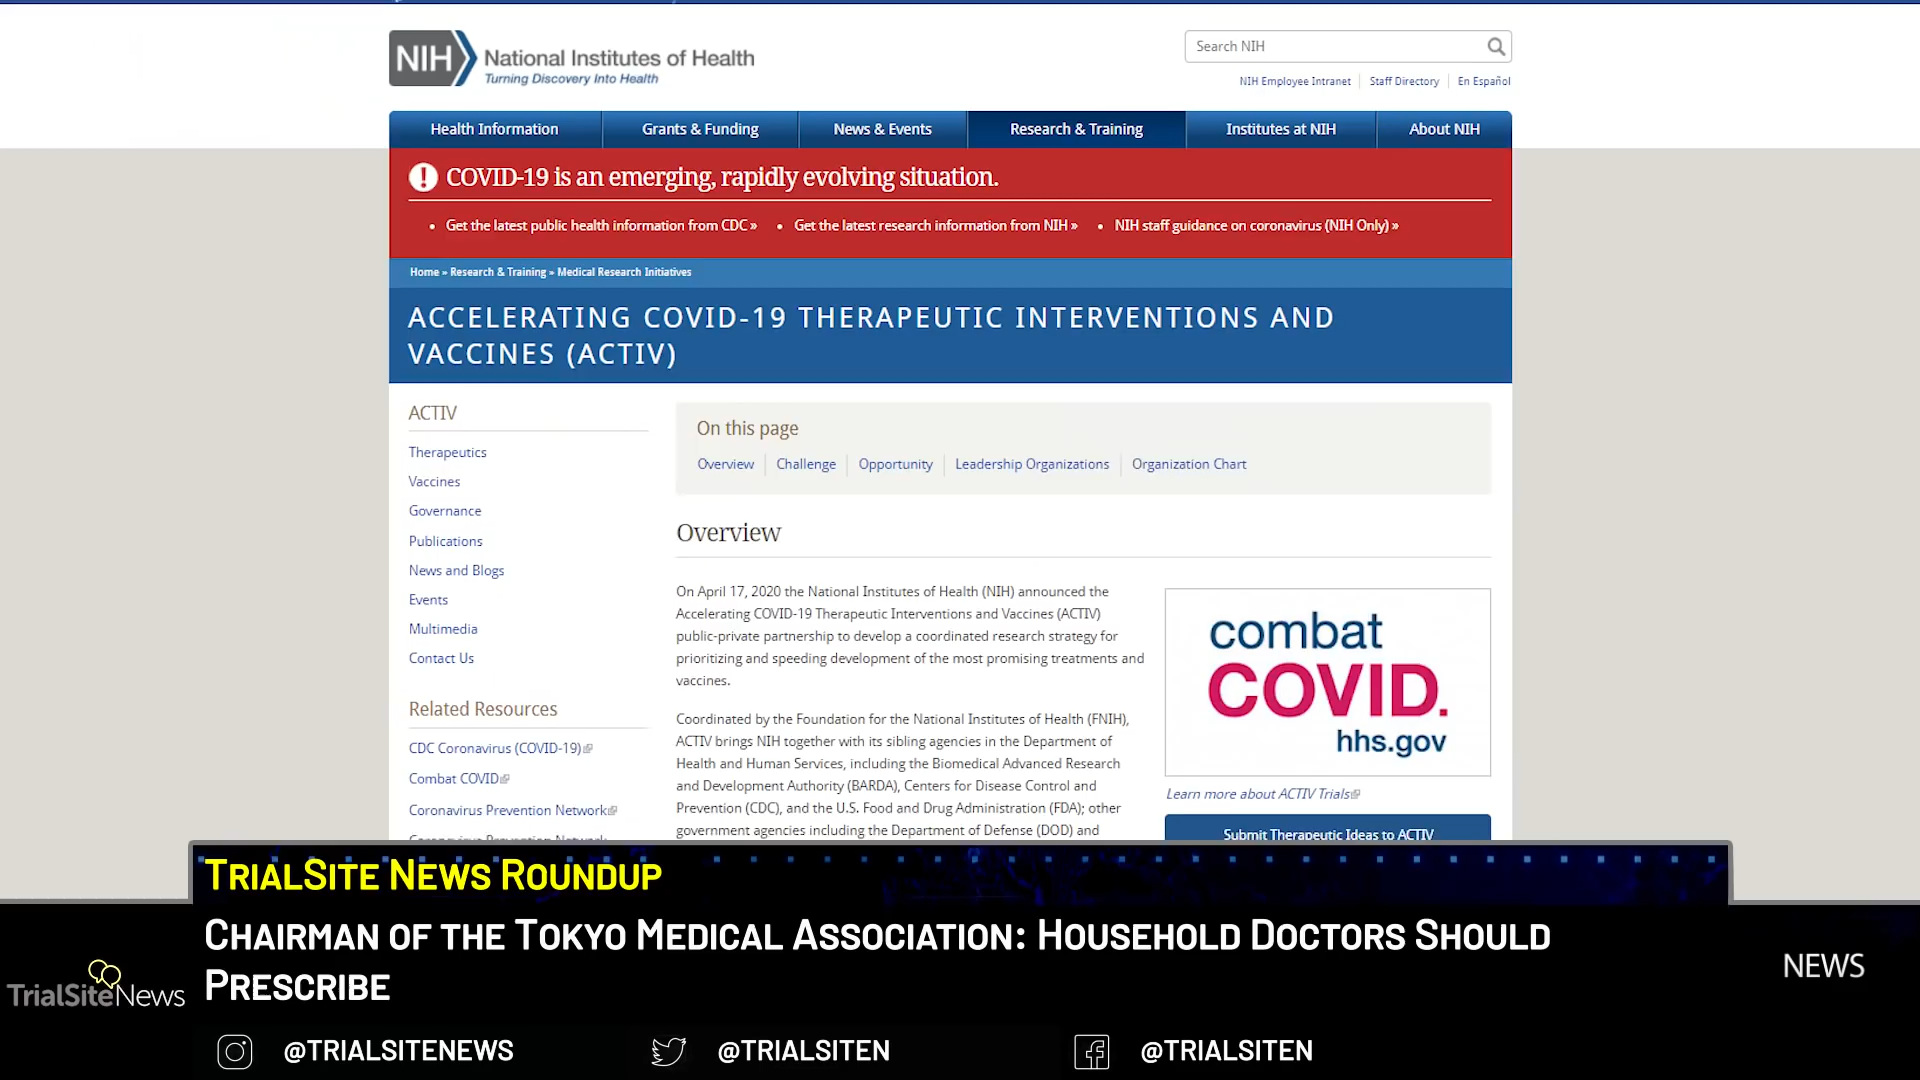 NIH National Institutes of Health
Turning Discovery Into Health
Search NIH
NIH Employee Intranet
Staff Directory
En Español
Health Information
Grants & Funding
News & Events
Research & Training
Institutes at NIH
About NIH
! COVID-19 is an emerging, rapidly evolving situation.
• Get the latest public health information from CDC »
• Get the latest research information from NIH »
• NIH staff guidance on coronavirus (NIH Only) »
Home » Research & Training » Medical Research Initiatives
ACCELERATING COVID-19 THERAPEUTIC INTERVENTIONS AND
VACCINES (ACTIV)
ACTIV
Therapeutics
Vaccines
Governance
Publications
News and Blogs
Events
Multimedia
Contact Us
Related Resources
CDC Coronavirus (COVID-19)
Combat COVID
Coronavirus Prevention Network
Coronavirus Prevention Network
On this page
Overview
Challenge
Opportunity
Leadership Organizations
Organization Chart
Overview
On April 17, 2020 the National Institutes of Health (NIH) announced the
Accelerating COVID-19 Therapeutic Interventions and Vaccines (ACTIV)
public-private partnership to develop a coordinated research strategy for
prioritizing and speeding development of the most promising treatments and
vaccines.
Coordinated by the Foundation for the National Institutes of Health (FNIH),
ACTIV brings NIH together with its sibling agencies in the Department of
Health and Human Services, including the Biomedical Advanced Research
and Development Authority (BARDA), Centers for Disease Control and
Prevention (CDC), and the U.S. Food and Drug Administration (FDA); other
government agencies including the Department of Defense (DOD) and
combat
COVID.
hhs.gov
Learn more about ACTIV Trials
Submit Therapeutic Ideas to ACTIV
TRIALSITE NEWS ROUNDUP
CHAIRMAN OF THE TOKYO MEDICAL ASSOCIATION: HOUSEHOLD DOCTORS SHOULD
PRESCRIBE
TrialSiteNews
NEWS
@TRIALSITENEWS
@TRIALSITEN
@TRIALSITEN